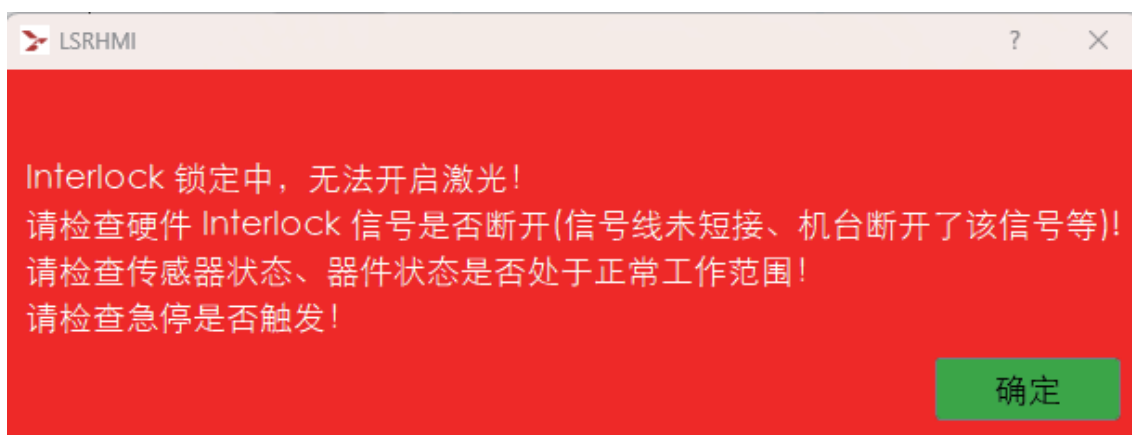 LSRHMI
Interlock 锁定中，无法开启激光！
请检查硬件 Interlock 信号是否断开(信号线未短接、机台断开了该信号等)!
请检查传感器状态、器件状态是否处于正常工作范围！
请检查急停是否触发！
确定